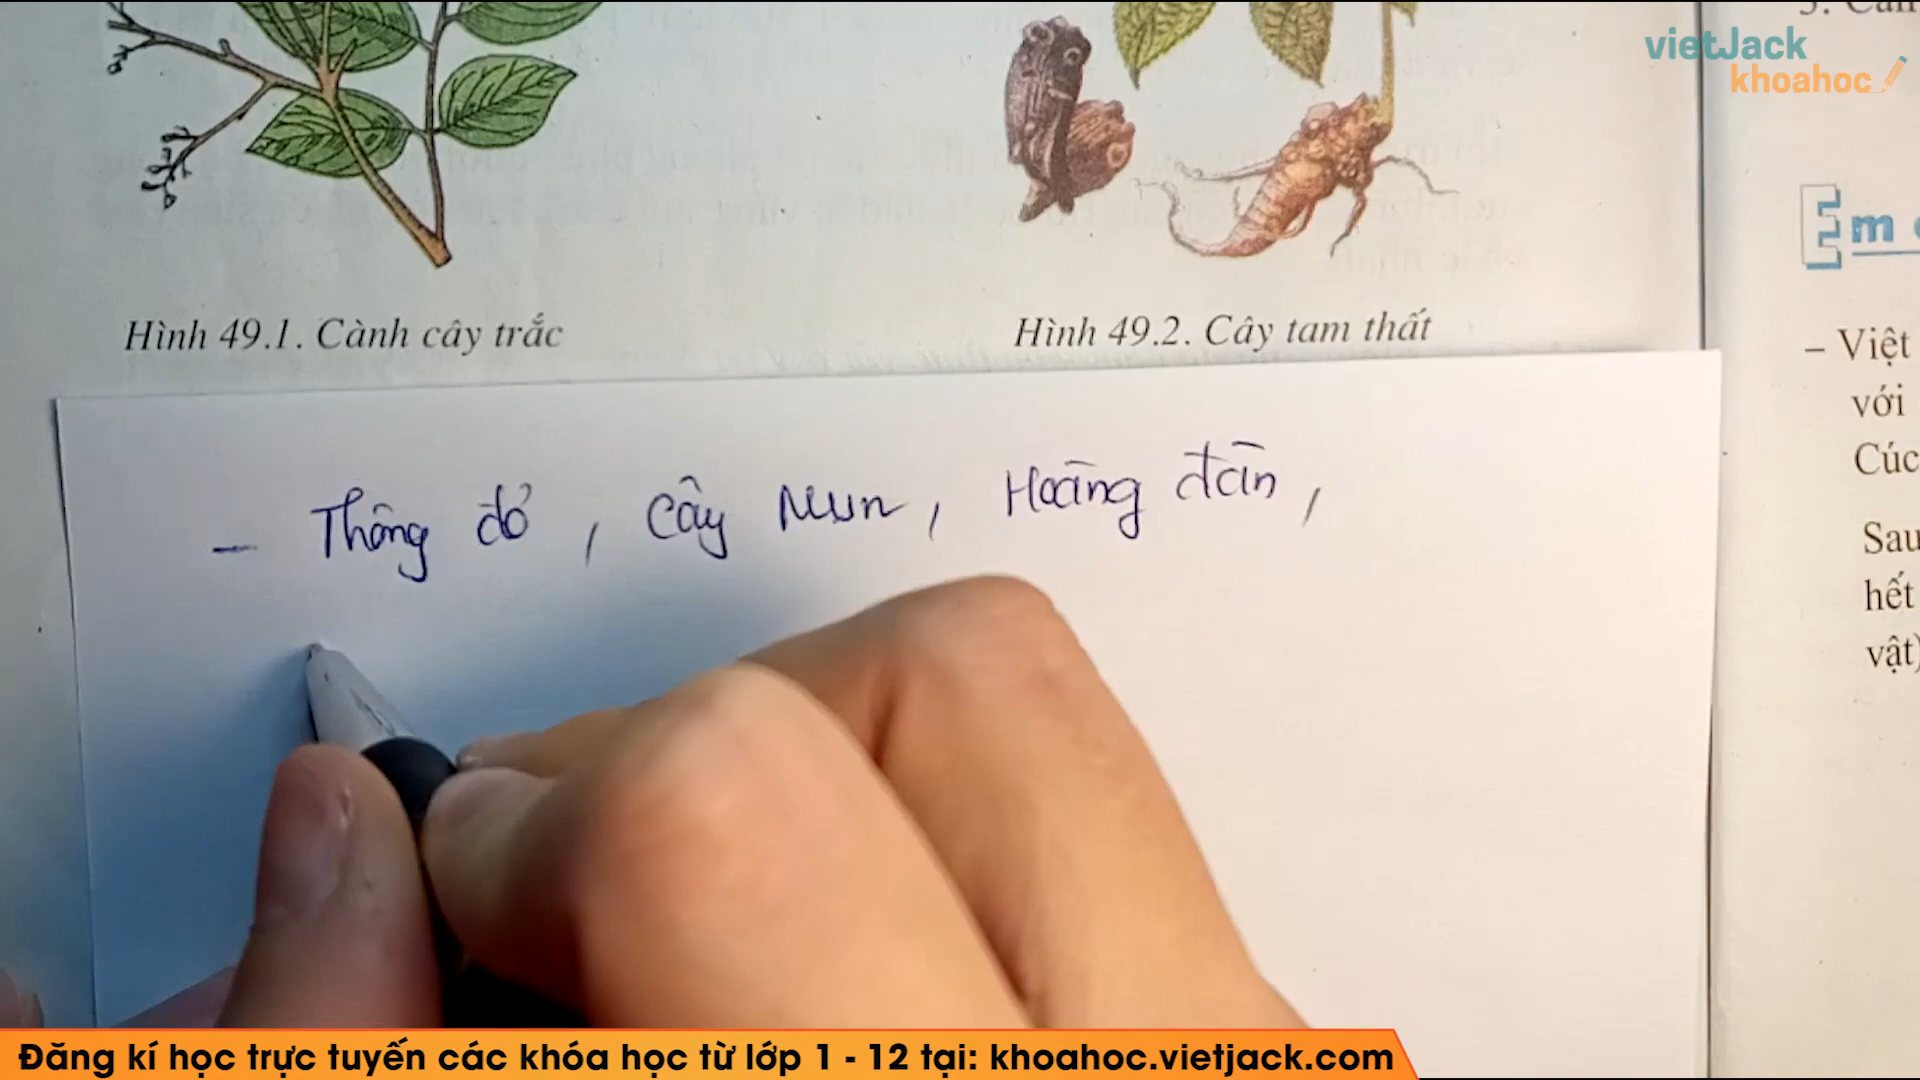 vietJack
khoahoc
Hình 49.1. Cành cây trắc
Hình 49.2. Cây tam thất
- Thông đỏ, Cây Mun, Hoàng đàn,
Em
– Việt
với
Cúc
Sau
hết
vật)
Đăng kí học trực tuyến các khóa học từ lớp 1 - 12 tại: khoahoc.vietjack.com